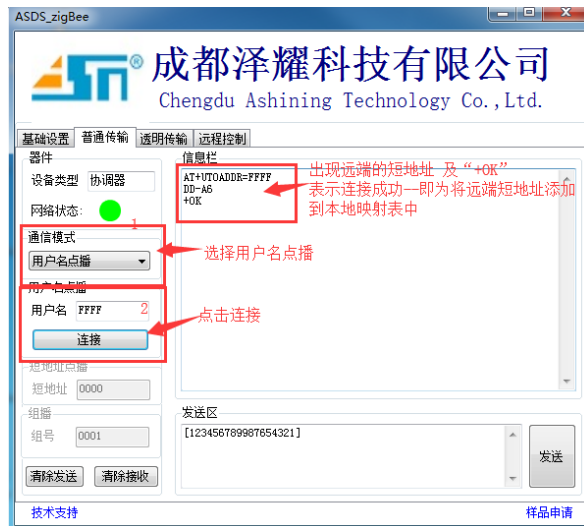 ASDS_zigBee
成都泽耀科技有限公司
Chengdu Ashining Technology Co.,Ltd.
基础设置 普通传输 透明传输 远程控制
器件
设备类型 协调器
网络状态:
1
通信模式
用户名点播
用户名点播
用户名 FFFF 2
连接
短地址点播
短地址 0000
组播
组号 0001
清除发送 清除接收
信息栏
AT+UTOADDR=FFFF
DD-A6
+OK
出现远端的短地址 及“+OK”
表示连接成功--即为将远端短地址添加
到本地映射表中
选择用户名点播
点击连接
发送区
[123456789987654321]
发送
技术支持
样品申请